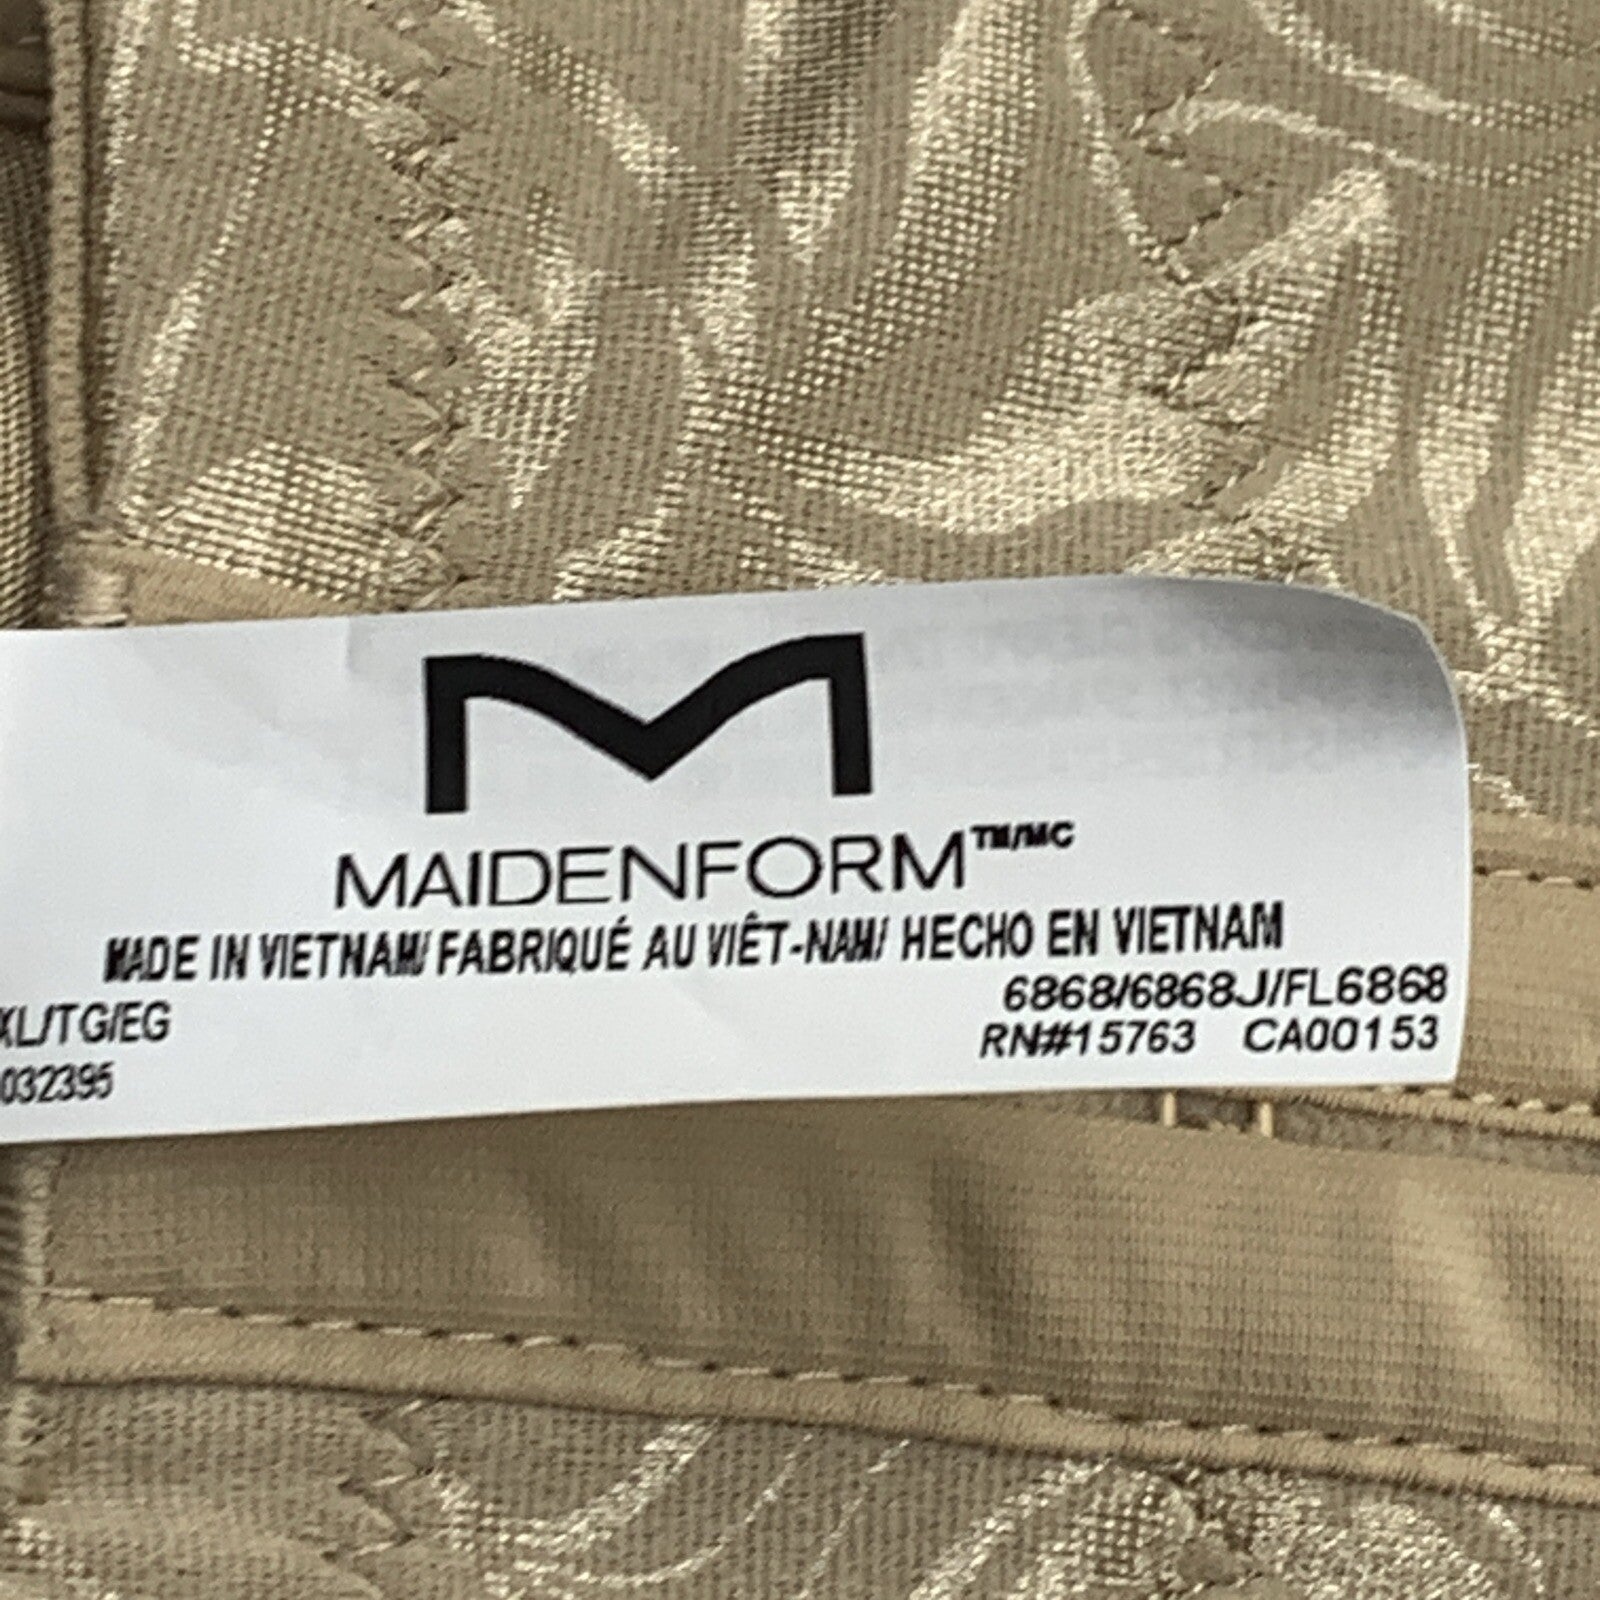 MAIDENFORM™/MC
MADE IN VIETNAM/ FABRIQUÉ AU VIÊT-NAM/ HECHO EN VIETNAM
XL/TG/EG
6868/6868J/FL6868
032395
RN#15763 CA00153